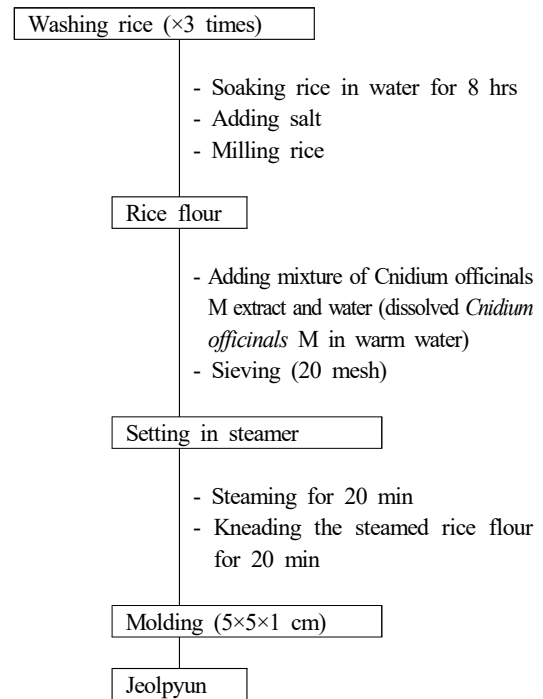 Washing rice (×3 times)
- Soaking rice in water for 8 hrs
- Adding salt
- Milling rice
Rice flour
- Adding mixture of Cnidium officinals
M extract and water (dissolved Cnidium
officinals M in warm water)
- Sieving (20 mesh)
Setting in steamer
- Steaming for 20 min
- Kneading the steamed rice flour
for 20 min
Molding (5×5×1 cm)
Jeolpyun